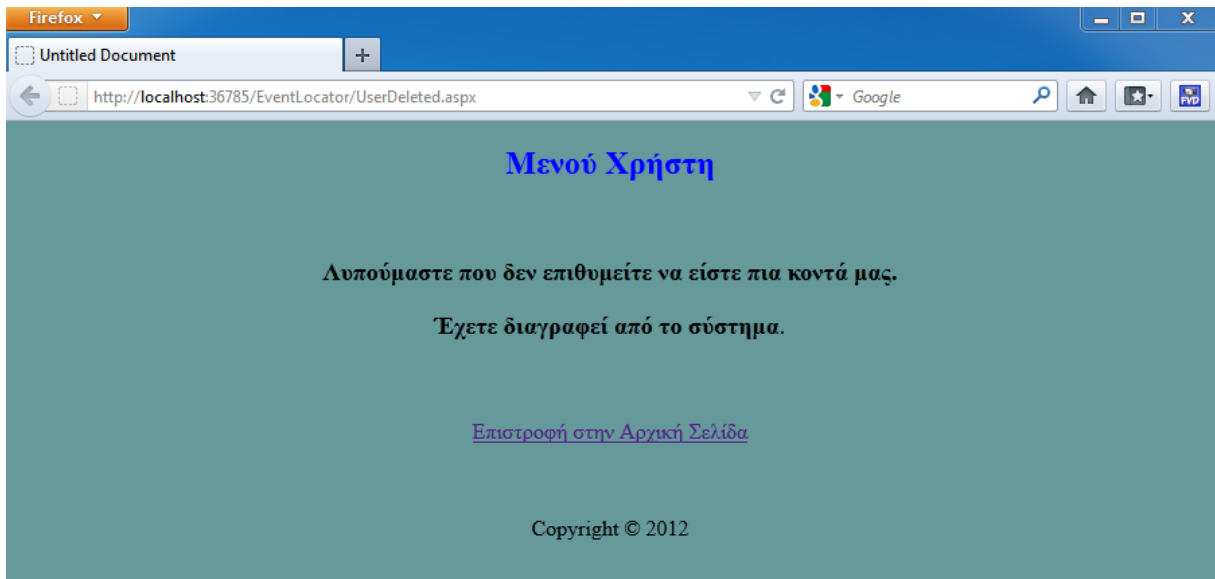 Firefox
Untitled Document
http://localhost:36785/EventLocator/UserDeleted.aspx
Google
FVD
Μενού Χρήστη
Λυπούμαστε που δεν επιθυμείτε να είστε πια κοντά μας.
Έχετε διαγραφεί από το σύστημα.
Επιστροφή στην Αρχική Σελίδα
Copyright © 2012